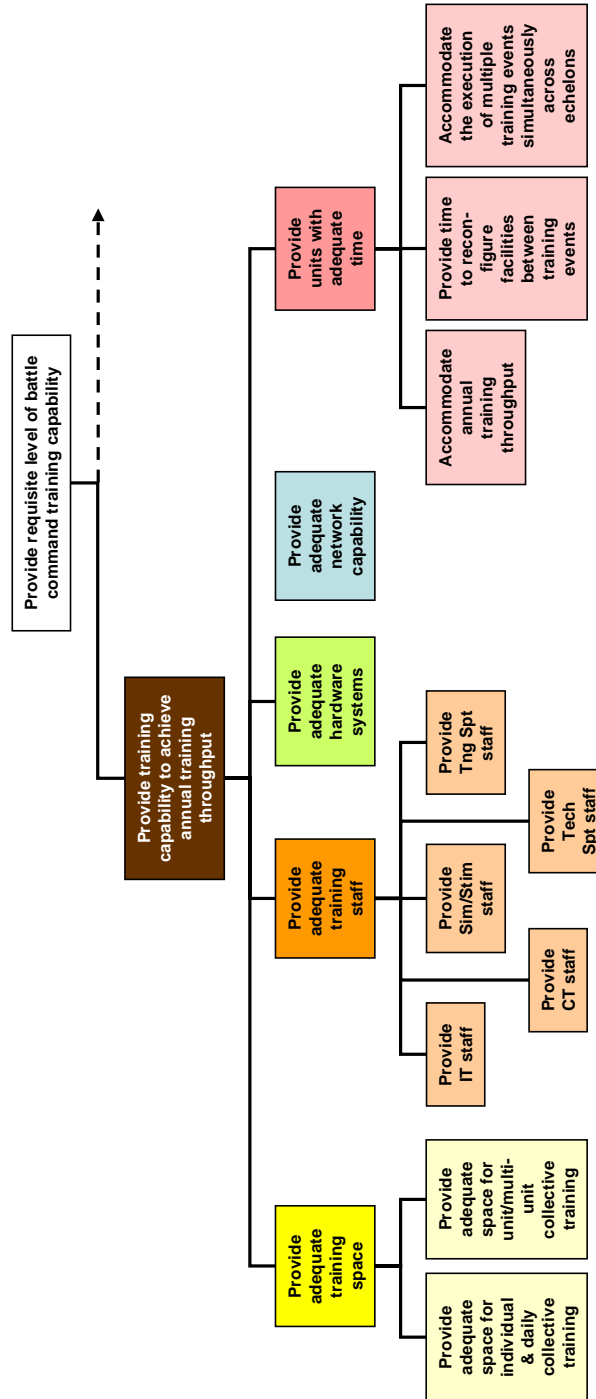 Provide requisite level of battle
command training capability
Provide training
capability to achieve
annual training
throughput
Provide
adequate
training
space
Provide
adequate
training
staff
Provide
adequate
hardware
systems
Provide
adequate
network
capability
Provide
units with
adequate
time
Provide
adequate
space for
individual
& daily
collective
training
Provide
adequate
space for
unit/multi-
unit
collective
training
Provide
IT staff
Provide
CT staff
Provide
Sim/Stim
staff
Provide
Tech
Spt staff
Provide
Tng Spt
staff
Accommodate
annual
training
throughput
Provide time
to recon-
figure
facilities
between
training
events
Accommodate
the execution
of multiple
training events
simultaneously
across
echelons